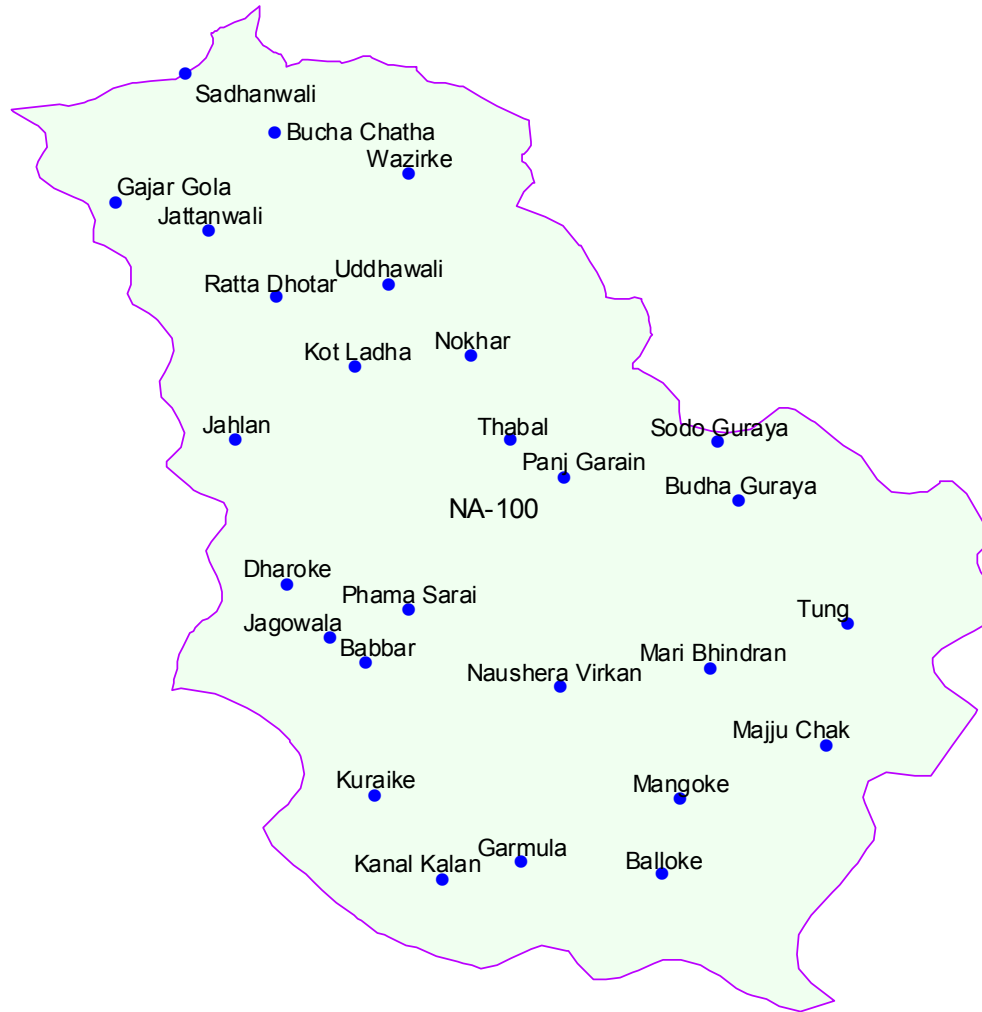 Sadhanwali
Bucha Chatha
Wazirke
Gajar Gola
Jattanwali
Uddhawali
Ratta Dhotar
Nokhar
Kot Ladha
Jahlan
Thabal
Sodo Guraya
Panj Garain
Budha Guraya
NA-100
Dharoke
Phama Sarai
Tung
Jagowala
Babbar
Mari Bhindran
Naushera Virkan
Majju Chak
Kuraike
Mangoke
Garmula
Kanal Kalan
Balloke